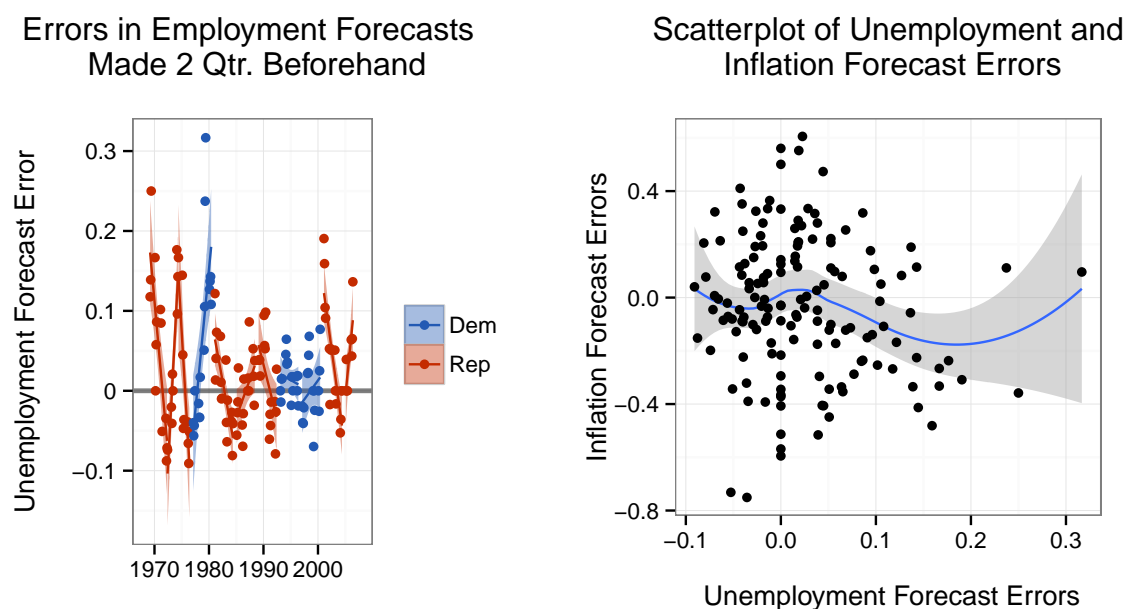 Errors in Employment Forecasts
Made 2 Qtr. Beforehand
Unemployment Forecast Error
0.3
0.2
0.1
0
−0.1
1970 1980 1990 2000
Dem
Rep
Scatterplot of Unemployment and
Inflation Forecast Errors
Inflation Forecast Errors
0.4
0.0
−0.4
−0.8
−0.1 0.0 0.1 0.2 0.3
Unemployment Forecast Errors